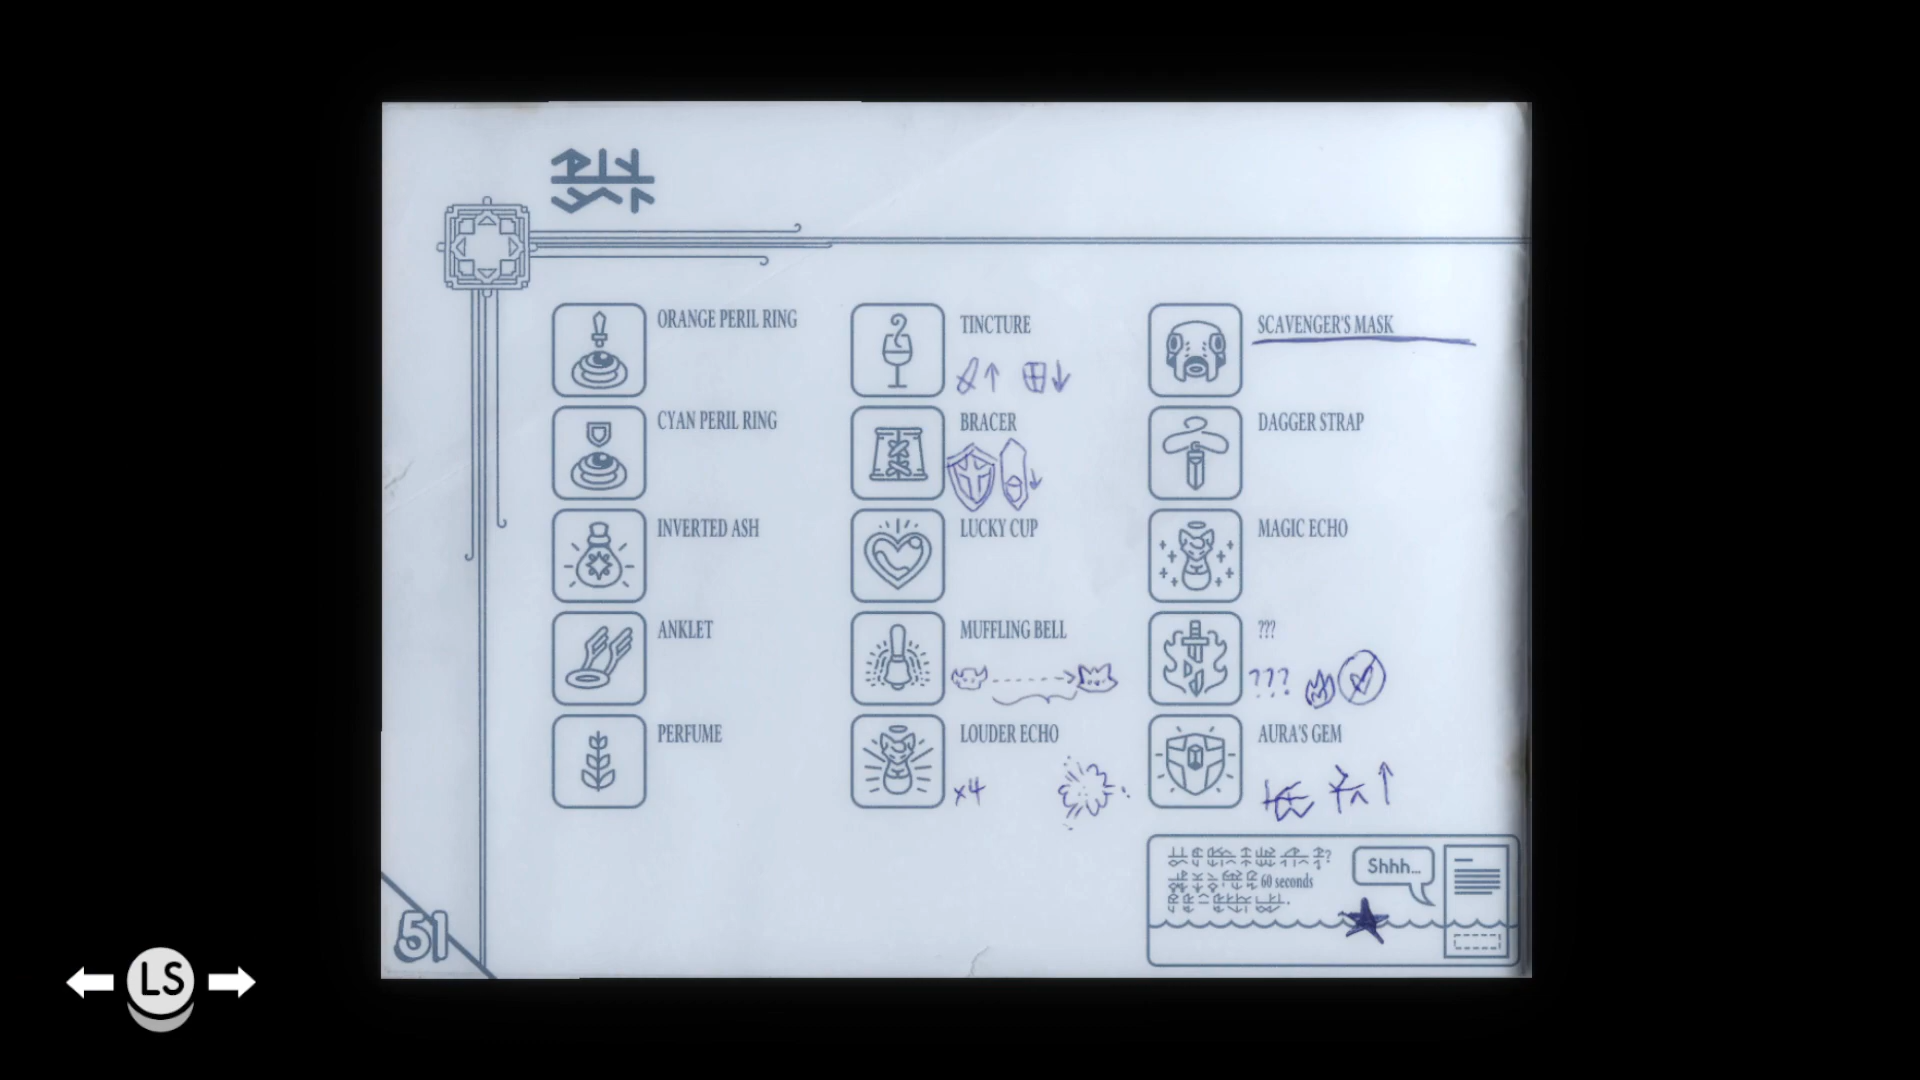 ORANGE PERIL RING
CYAN PERIL RING
INVERTED ASH
ANKLET
PERFUME
TINCTURE
BRACER
LUCKY CUP
MUFFLING BELL
LOUDER ECHO
x4
SCAVENGER'S MASK
DAGGER STRAP
MAGIC ECHO
???
???
AURA'S GEM
?
60 seconds
Shhh...
51
LS